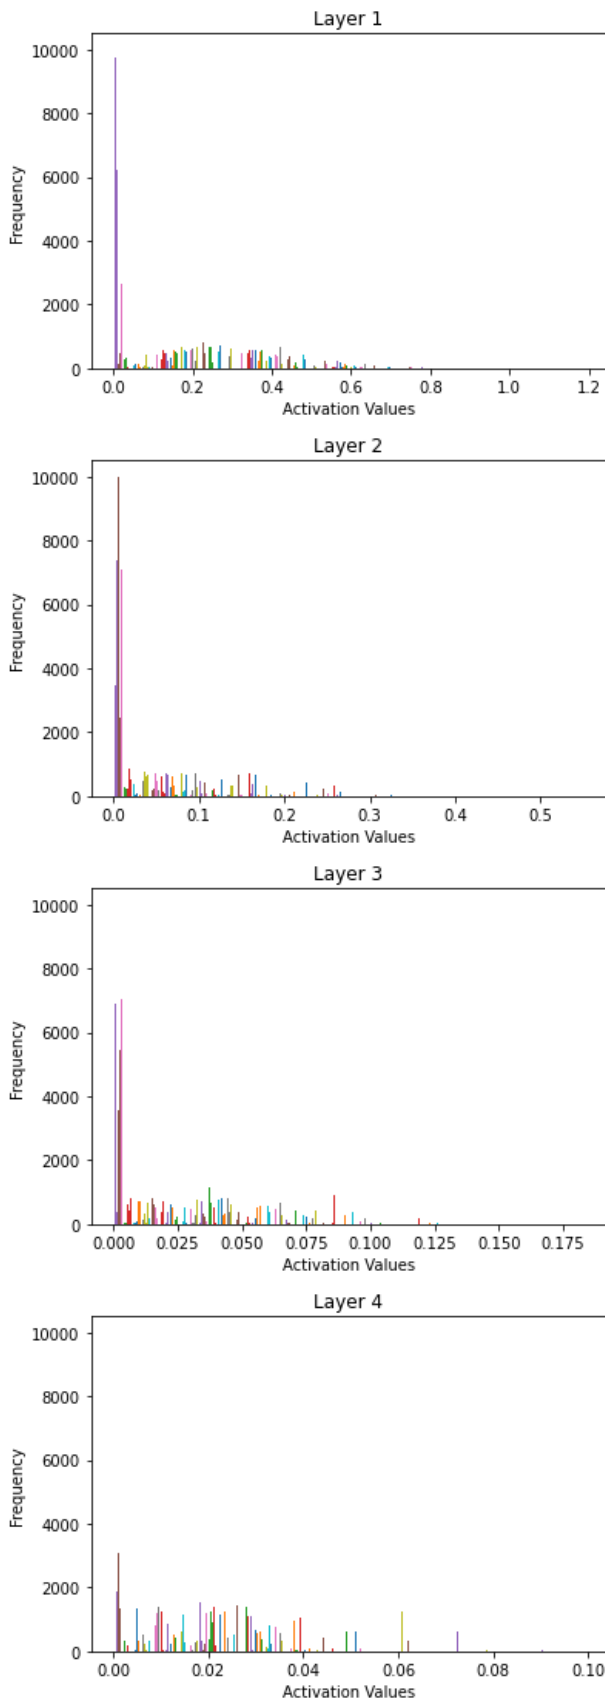 Layer 1
10000
8000
6000
4000
2000
0
Frequency
0.0 0.2 0.4 0.6 0.8 1.0 1.2
Activation Values
Layer 2
10000
8000
6000
4000
2000
0
Frequency
0.0 0.1 0.2 0.3 0.4 0.5
Activation Values
Layer 3
10000
8000
6000
4000
2000
0
Frequency
0.000 0.025 0.050 0.075 0.100 0.125 0.150 0.175
Activation Values
Layer 4
10000
8000
6000
4000
2000
0
Frequency
0.00 0.02 0.04 0.06 0.08 0.10
Activation Values